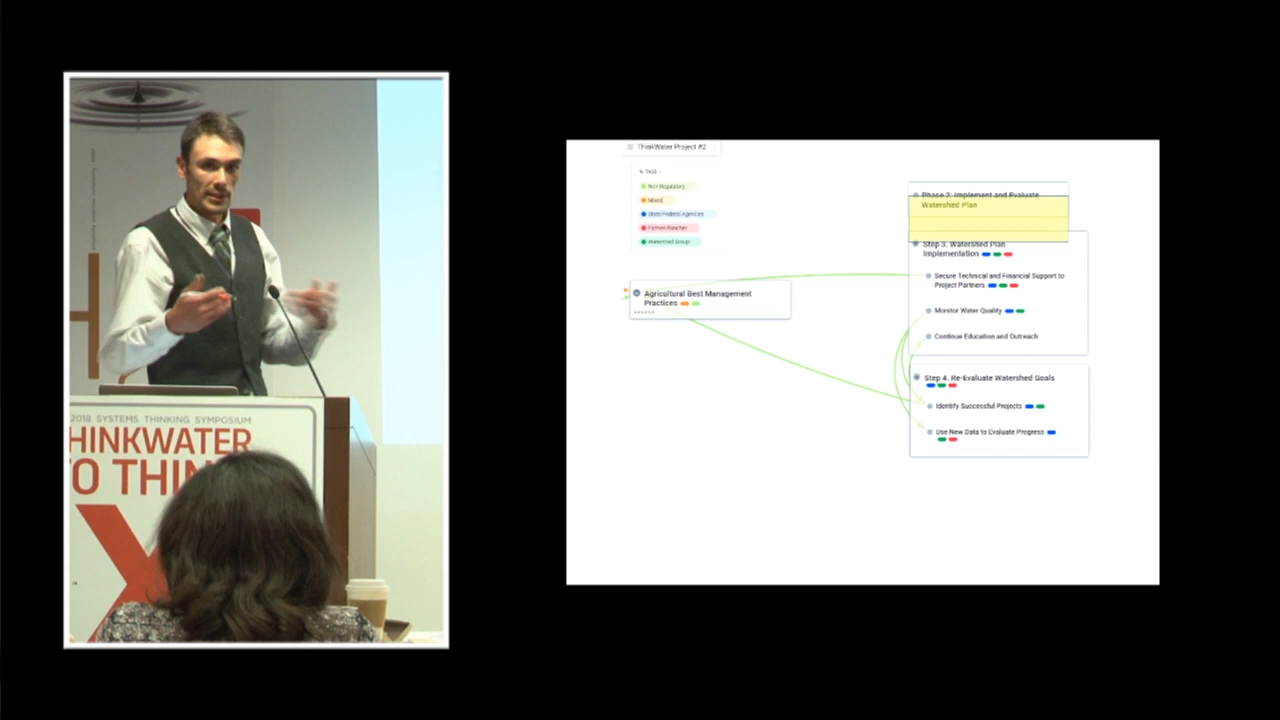 2018 SYSTEMS THINKING SYMPOSIUM
HINKWATER
O THIN
X
ThinkWater Project #2
TAGS
Non-Regulatory
Mixed
State/Federal Agencies
Farmer/Rancher
Watershed Group
Agricultural Best Management
Practices
Phase 2: Implement and Evaluate
Watershed Plan
Step 3. Watershed Plan
Implementation
Secure Technical and Financial Support to
Project Partners
Monitor Water Quality
Continue Education and Outreach
Step 4. Re-Evaluate Watershed Goals
Identify Successful Projects
Use New Data to Evaluate Progress